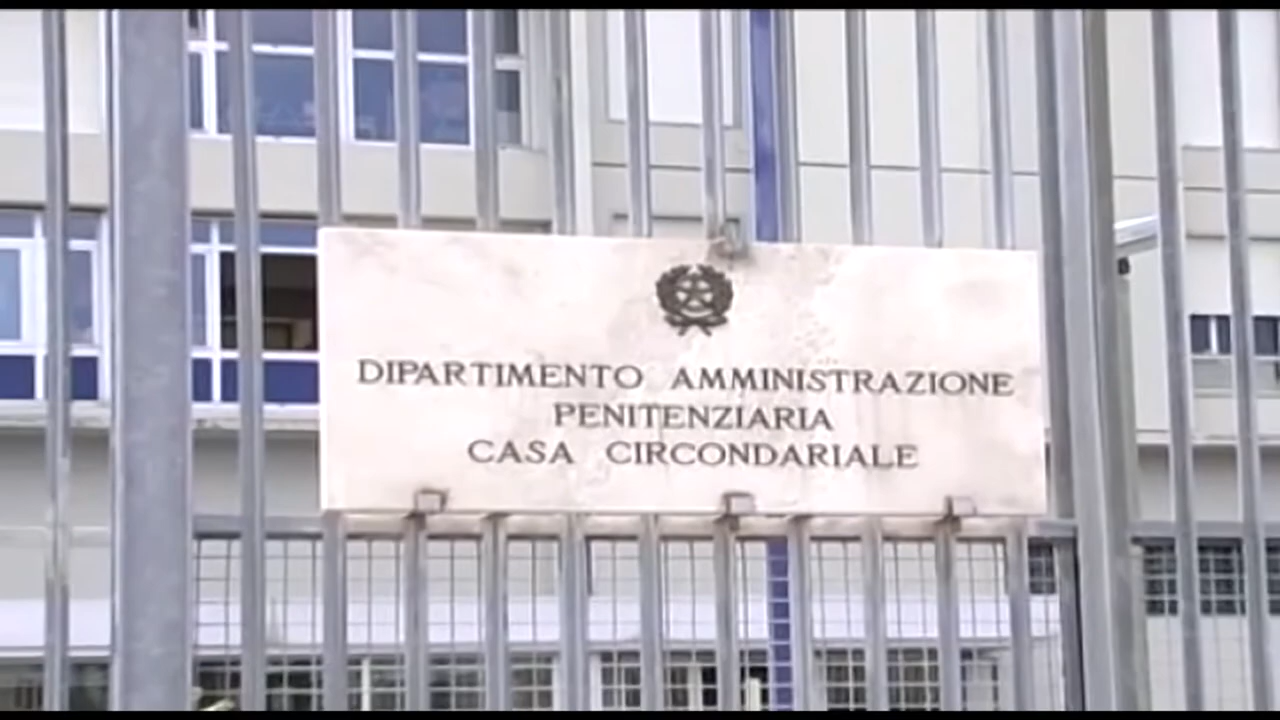 DIPARTIMENTO AMMINISTRAZIONE
PENITENZIARIA
CASA CIRCONDARIALE